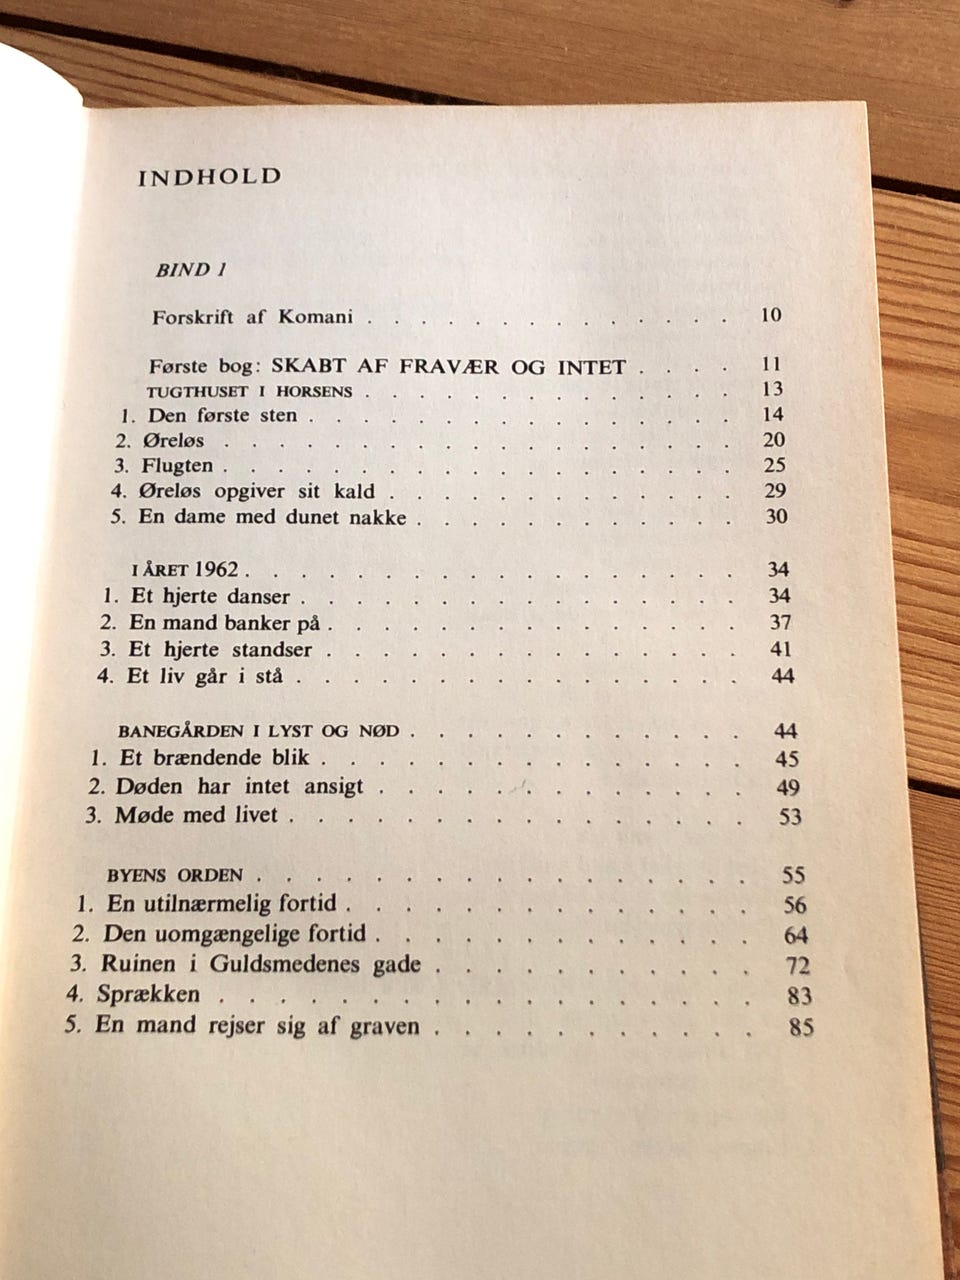 INDHOLD
BIND 1
Forskrift af Komani . . . . . . . . . . . . . . 10
Første bog: SKABT AF FRAVÆR OG INTET . . . . 11
TUGTHUSET I HORSENS . . . . . . . . . . . . . . 13
1. Den første sten . . . . . . . . . . . . . . . . 14
2. Øreløs . . . . . . . . . . . . . . . . . . . 20
3. Flugten . . . . . . . . . . . . . . . . . . . 25
4. Øreløs opgiver sit kald . . . . . . . . . . . . . 29
5. En dame med dunet nakke . . . . . . . . . . . . 30
I ÅRET 1962 . . . . . . . . . . . . . . . . . . 34
1. Et hjerte danser . . . . . . . . . . . . . . . . 34
2. En mand banker på . . . . . . . . . . . . . . . 37
3. Et hjerte standser . . . . . . . . . . . . . . . 41
4. Et liv går i stå . . . . . . . . . . . . . . . . 44
BANEGÅRDEN I LYST OG NØD . . . . . . . . . . . . 44
1. Et brændende blik . . . . . . . . . . . . . . . 45
2. Døden har intet ansigt . . . . . . . . . . . . . 49
3. Møde med livet . . . . . . . . . . . . . . . . 53
BYENS ORDEN . . . . . . . . . . . . . . . . . 55
1. En utilnærmelig fortid . . . . . . . . . . . . . . 56
2. Den uomgængelige fortid . . . . . . . . . . . . . 64
3. Ruinen i Guldsmedenes gade . . . . . . . . . . . 72
4. Sprækken . . . . . . . . . . . . . . . . . . 83
5. En mand rejser sig af graven . . . . . . . . . . . 85